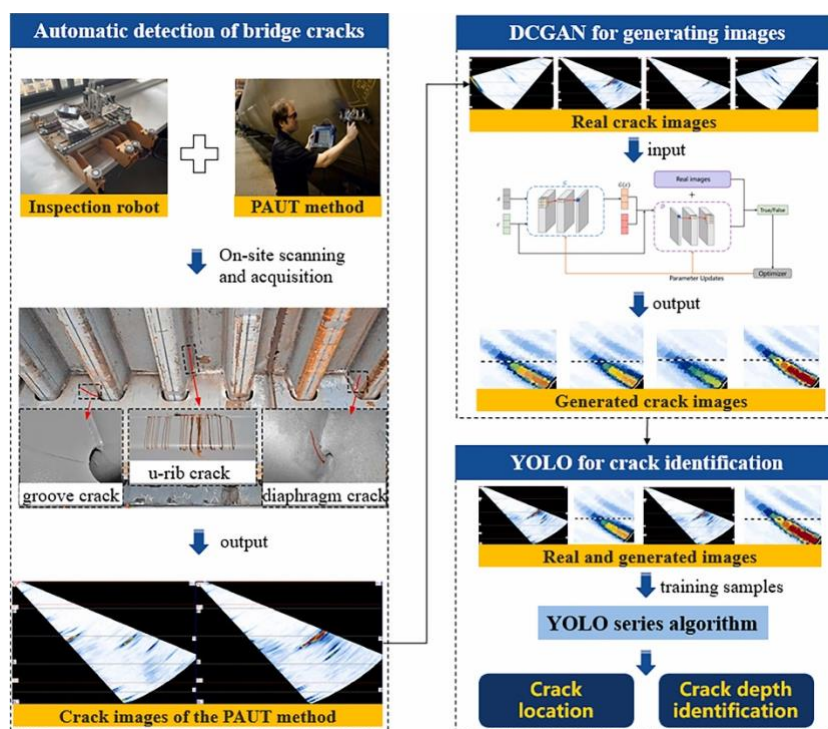 Automatic detection of bridge cracks
Inspection robot
PAUT method
On-site scanning
and acquisition
groove crack
u-rib crack
diaphragm crack
output
Crack images of the PAUT method
DCGAN for generating images
Real crack images
input
Real images
+
True/False
Parameter Updates
Optimizer
output
Generated crack images
YOLO for crack identification
Real and generated images
training samples
YOLO series algorithm
Crack
location
Crack depth
identification